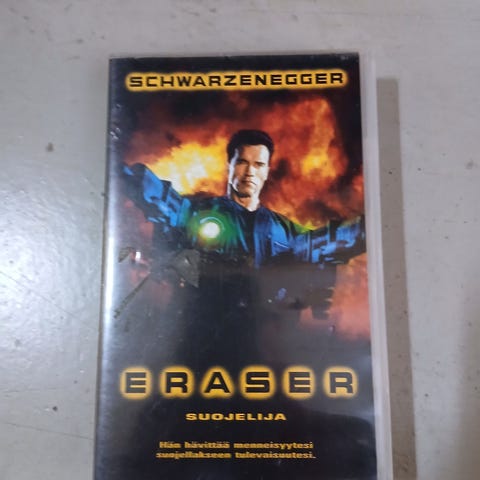 SCHWARZENEGGER
ERASER
SUOJELIJA
Hän hävittää menneisyytesi
suojellakseen tulevaisuutesi.